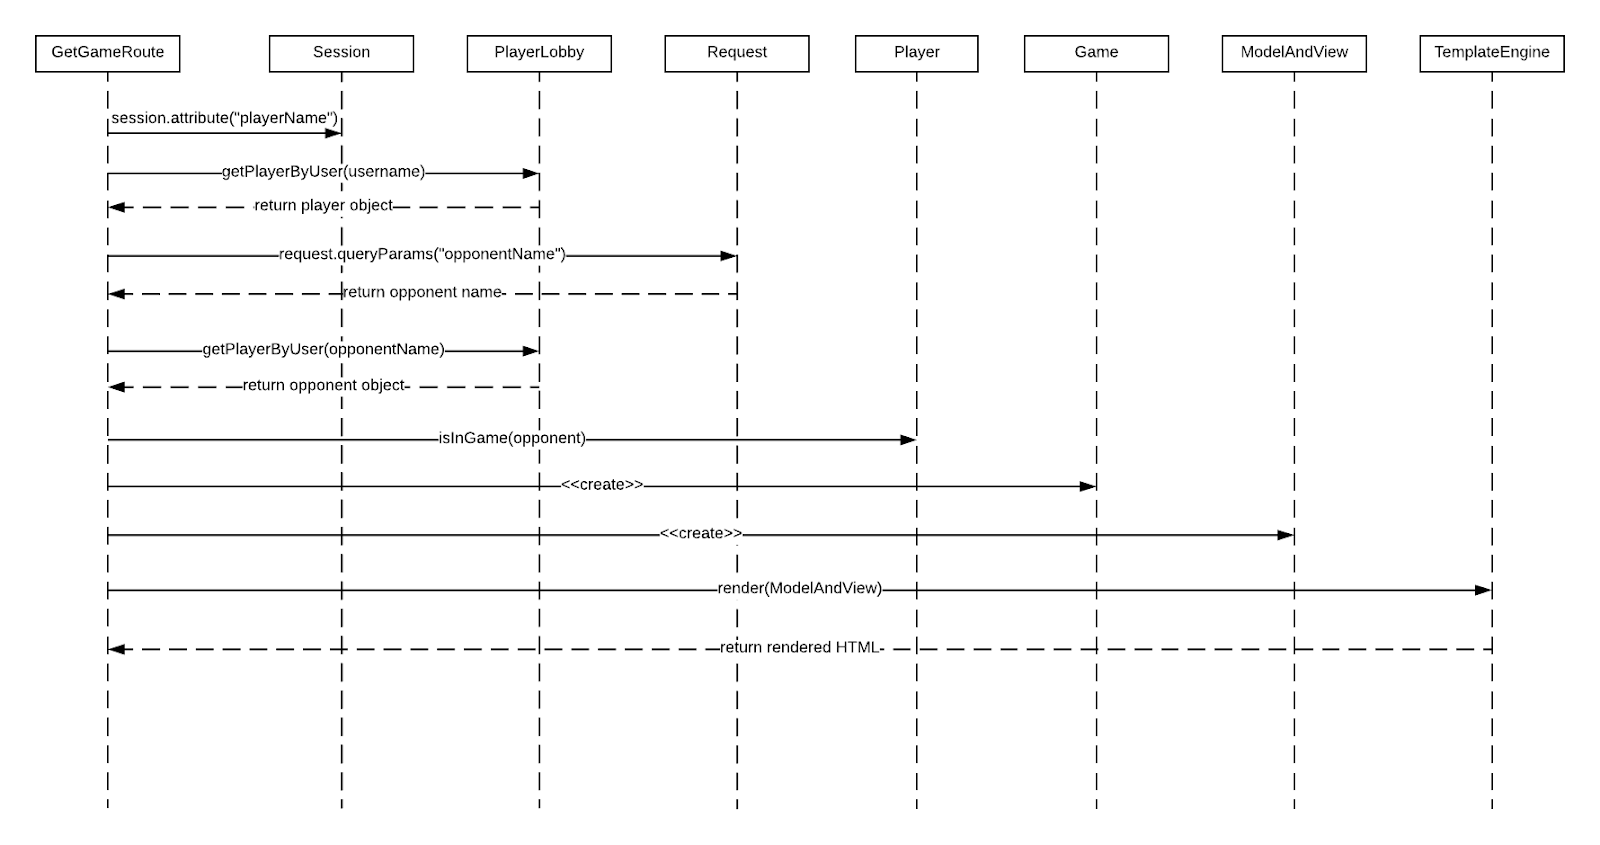 GetGameRoute
Session
PlayerLobby
Request
Player
Game
ModelAndView
TemplateEngine
session.attribute("playerName")
getPlayerByUser(username)
return player object
request.queryParams("opponentName")
return opponent name
getPlayerByUser(opponentName)
return opponent object
isInGame(opponent)
<<create>>
<<create>>
render(ModelAndView)
return rendered HTML